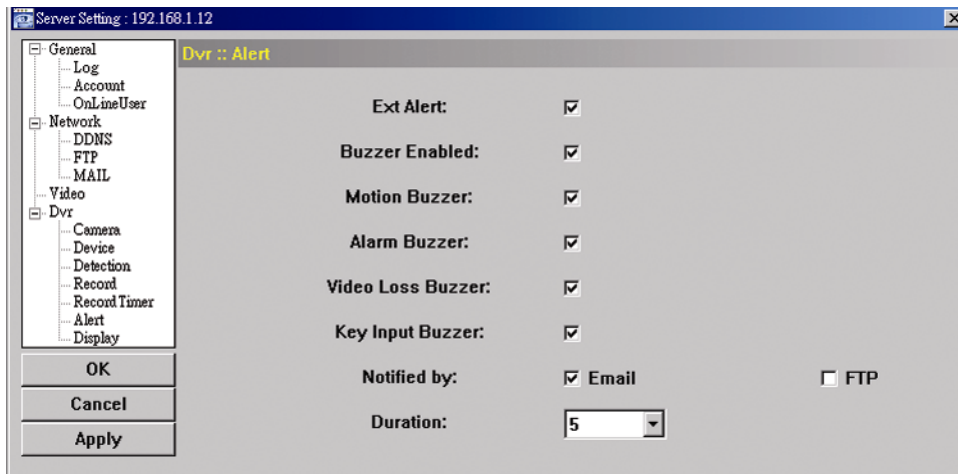 Server Setting : 192.168.1.12
General
Log
Account
OnLineUser
Network
DDNS
FTP
MAIL
Video
Dvr
Camera
Device
Detection
Record
Record Timer
Alert
Display
OK
Cancel
Apply
Dvr :: Alert
Ext Alert:
Buzzer Enabled:
Motion Buzzer:
Alarm Buzzer:
Video Loss Buzzer:
Key Input Buzzer:
Notified by: Email FTP
Duration: 5